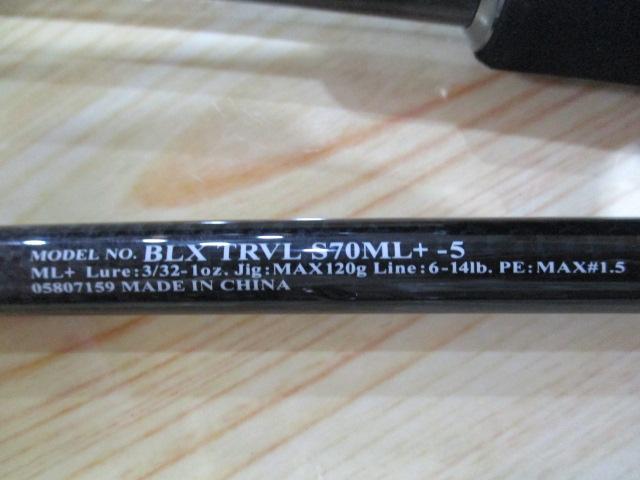 MODEL NO. BLX TRVL S70ML+ -5
ML+ Lure:3/32-1oz. Jig:MAX120g Line:6-14lb. PE:MAX#1.5
05807159 MADE IN CHINA